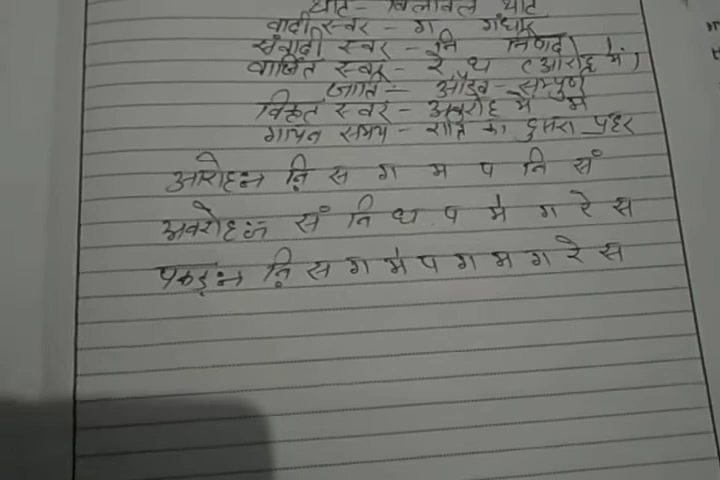 थाट - बिलावल थाट
वादी स्वर - ग गंधार
संवादी स्वर - नि निषाद
वर्जित स्वर - रे ध (आरोह में)
जाति :- औडव - सम्पूर्ण
विकृत स्वर - अवरोह में मे
गायन समय - रात्रि का दुसरा प्रहर
आरोह :- ऩि स ग म प नि सं
अवरोह :- सं नि ध प मे ग रे स
पकड़ :- ऩि स ग मे प ग म ग रे स